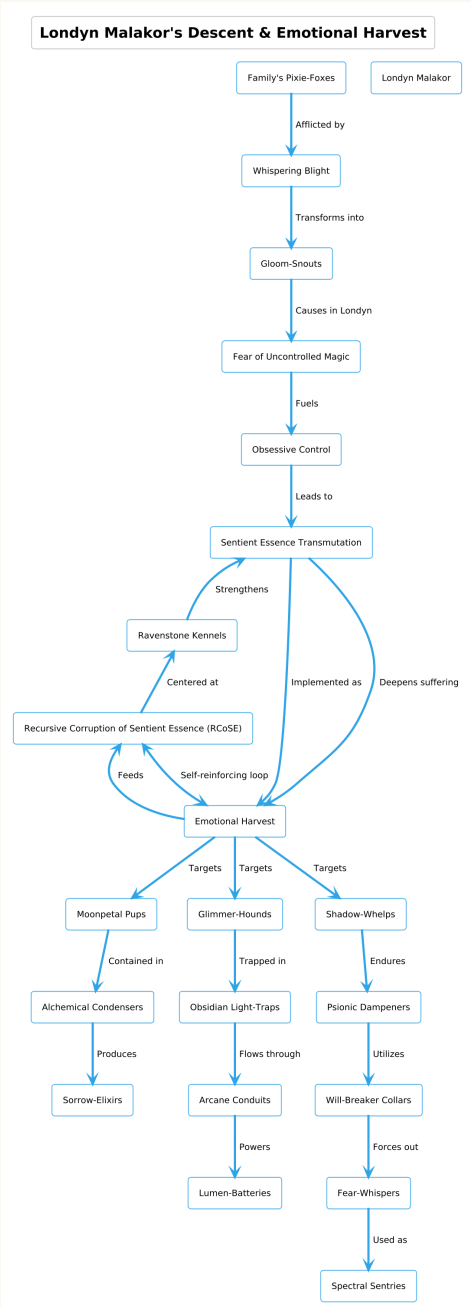 Londyn Malakor's Descent & Emotional Harvest
Family's Pixie-Foxes
Londyn Malakor
Afflicted by
Whispering Blight
Transforms into
Gloom-Snouts
Causes in Londyn
Fear of Uncontrolled Magic
Fuels
Obsessive Control
Leads to
Sentient Essence Transmutation
Strengthens
Ravenstone Kennels
Centered at
Implemented as
Deepens suffering
Recursive Corruption of Sentient Essence (RCoSE)
Feeds
Self-reinforcing loop
Emotional Harvest
Targets
Targets
Targets
Moonpetal Pups
Glimmer-Hounds
Shadow-Whelps
Contained in
Trapped in
Endures
Alchemical Condensers
Obsidian Light-Traps
Psionic Dampeners
Produces
Flows through
Utilizes
Sorrow-Elixirs
Arcane Conduits
Will-Breaker Collars
Powers
Forces out
Lumen-Batteries
Fear-Whispers
Used as
Spectral Sentries